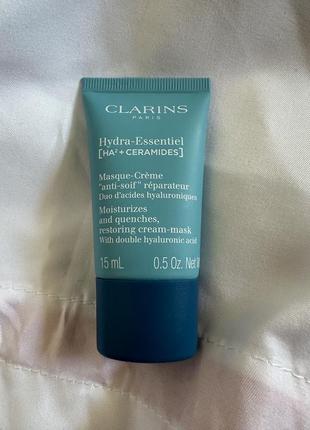 CLARINS
PARIS
Hydra-Essentiel
[HA²+CERAMIDES]
Masque-Crème
"anti-soif" réparateur
Duo d'acides hyaluroniques
Moisturizes
and quenches,
restoring cream-mask
With double hyaluronic acid
15 mL 0.5 Oz. Net